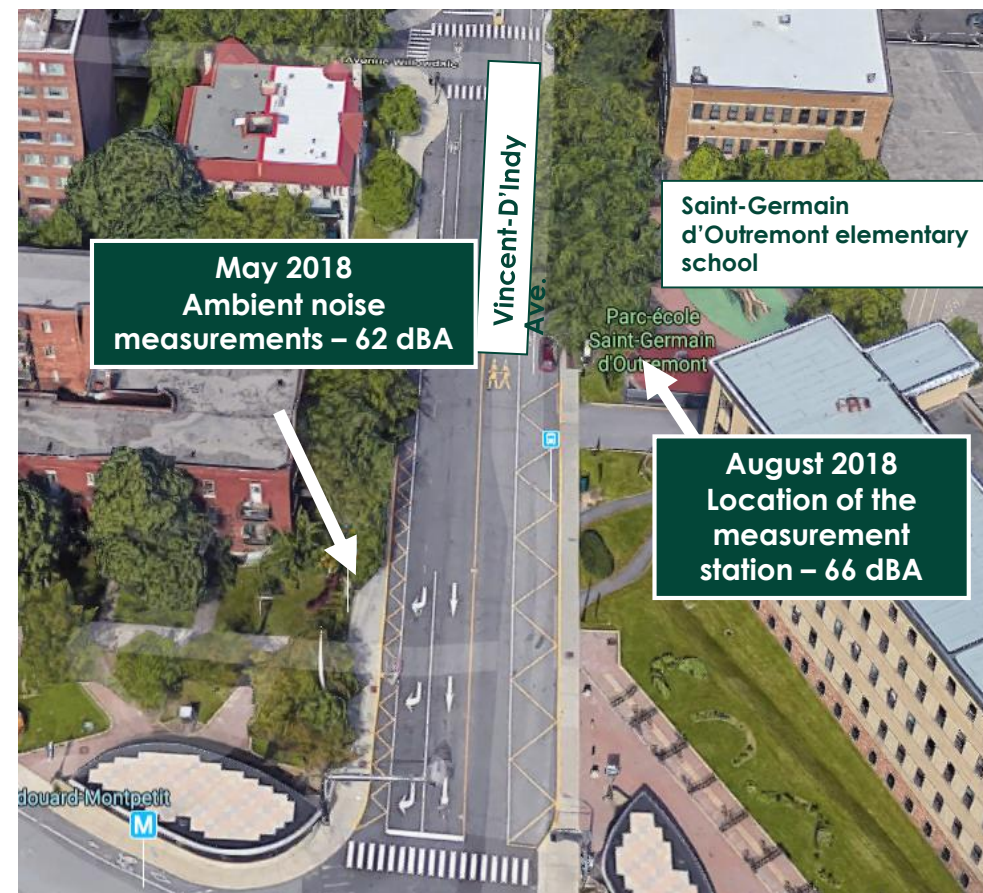 Avenue Willowdale
Vincent-D'Indy
Ave.
Saint-Germain
d'Outremont elementary
school
May 2018
Ambient noise
measurements – 62 dBA
Parc-école
Saint-Germain
d'Outremont
August 2018
Location of the
measurement
station – 66 dBA
douard-Montpetit
M